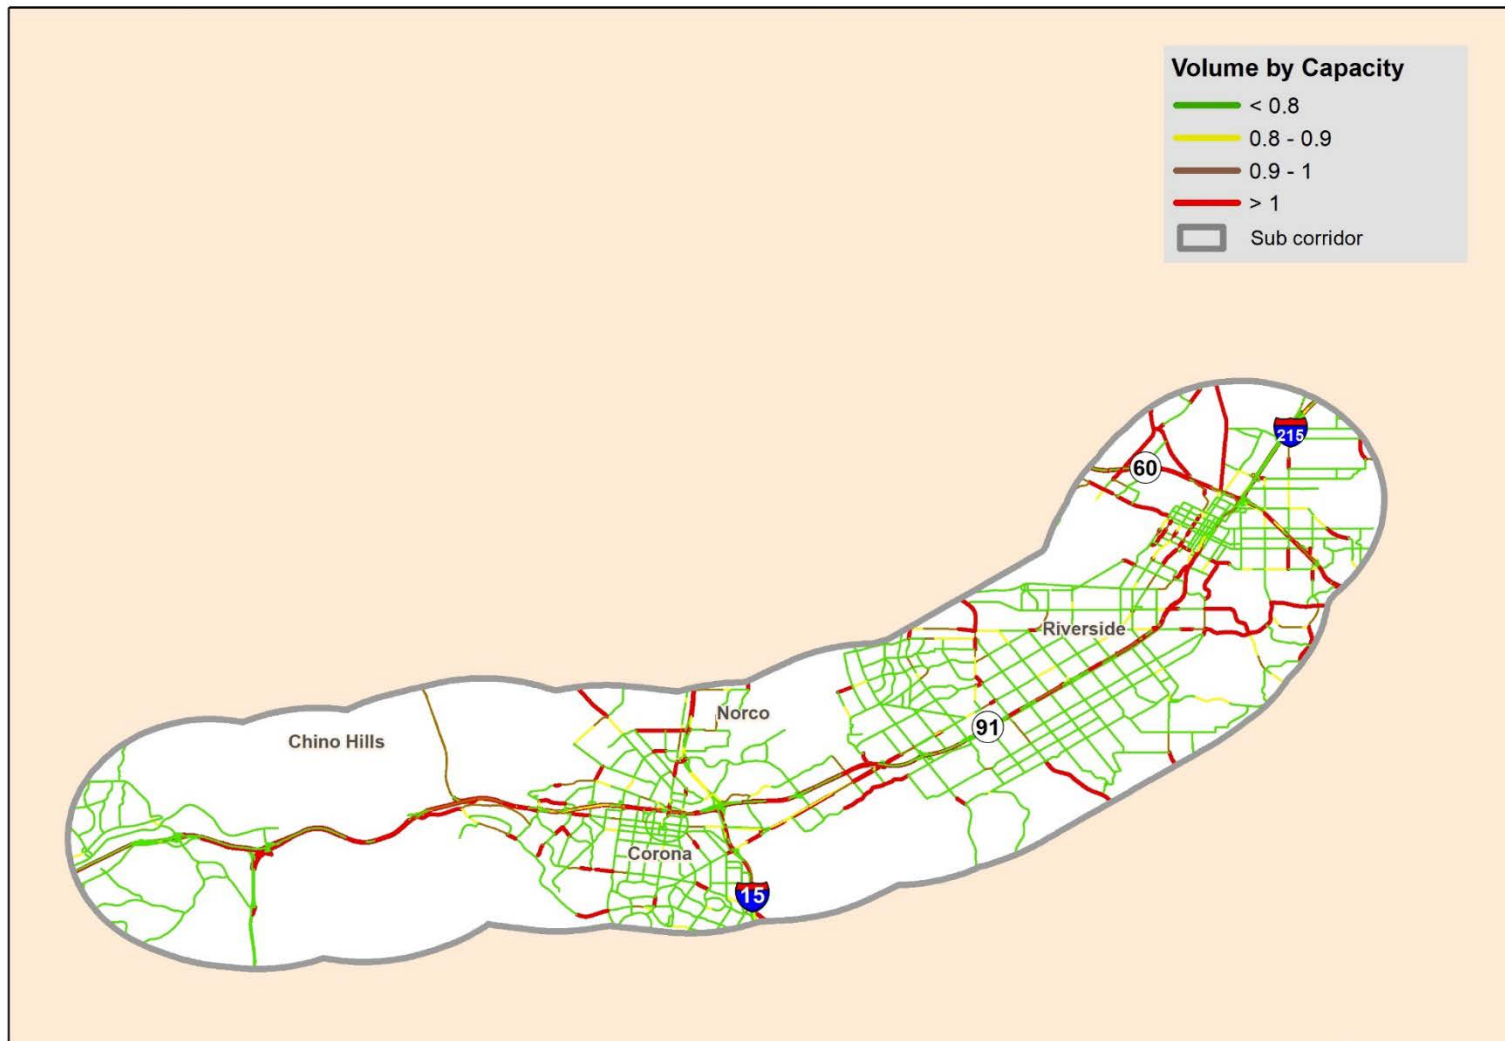 Volume by Capacity
< 0.8
0.8 - 0.9
0.9 - 1
> 1
Sub corridor
215
60
Riverside
Norco
91
Chino Hills
Corona
15